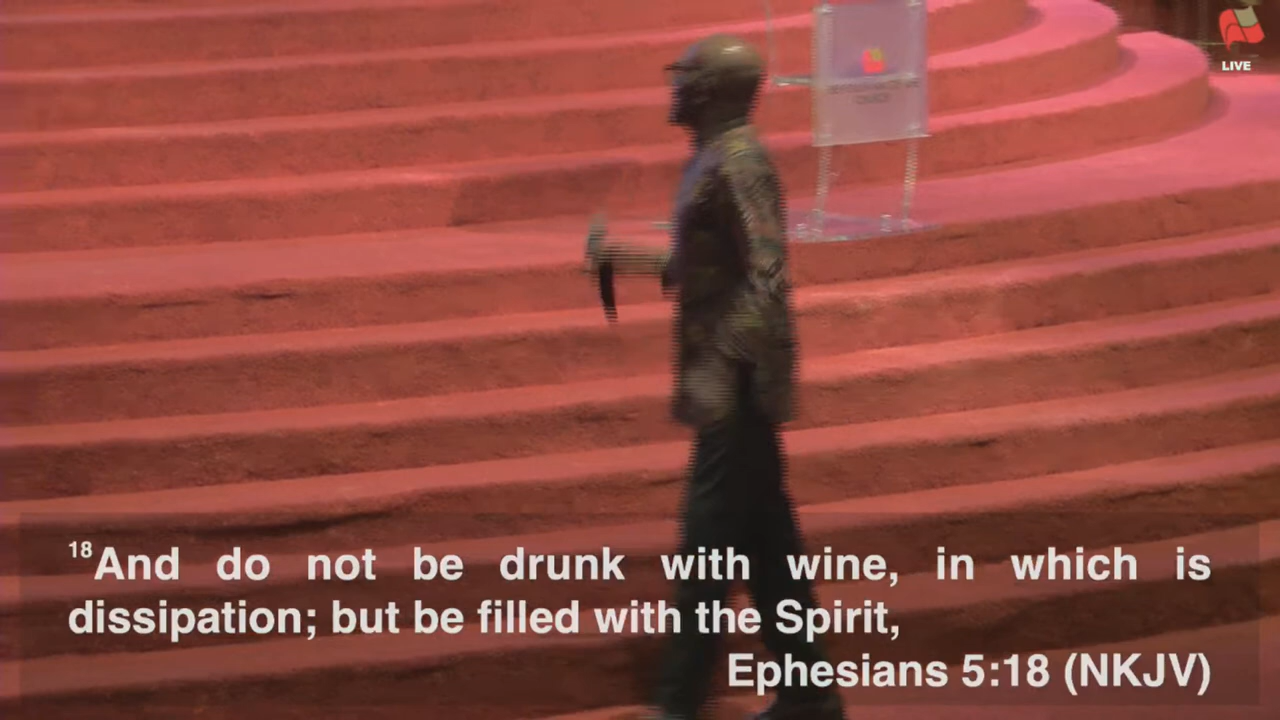 LIVE
CHURCH
18And do not be drunk with wine, in which is
dissipation; but be filled with the Spirit,
Ephesians 5:18 (NKJV)